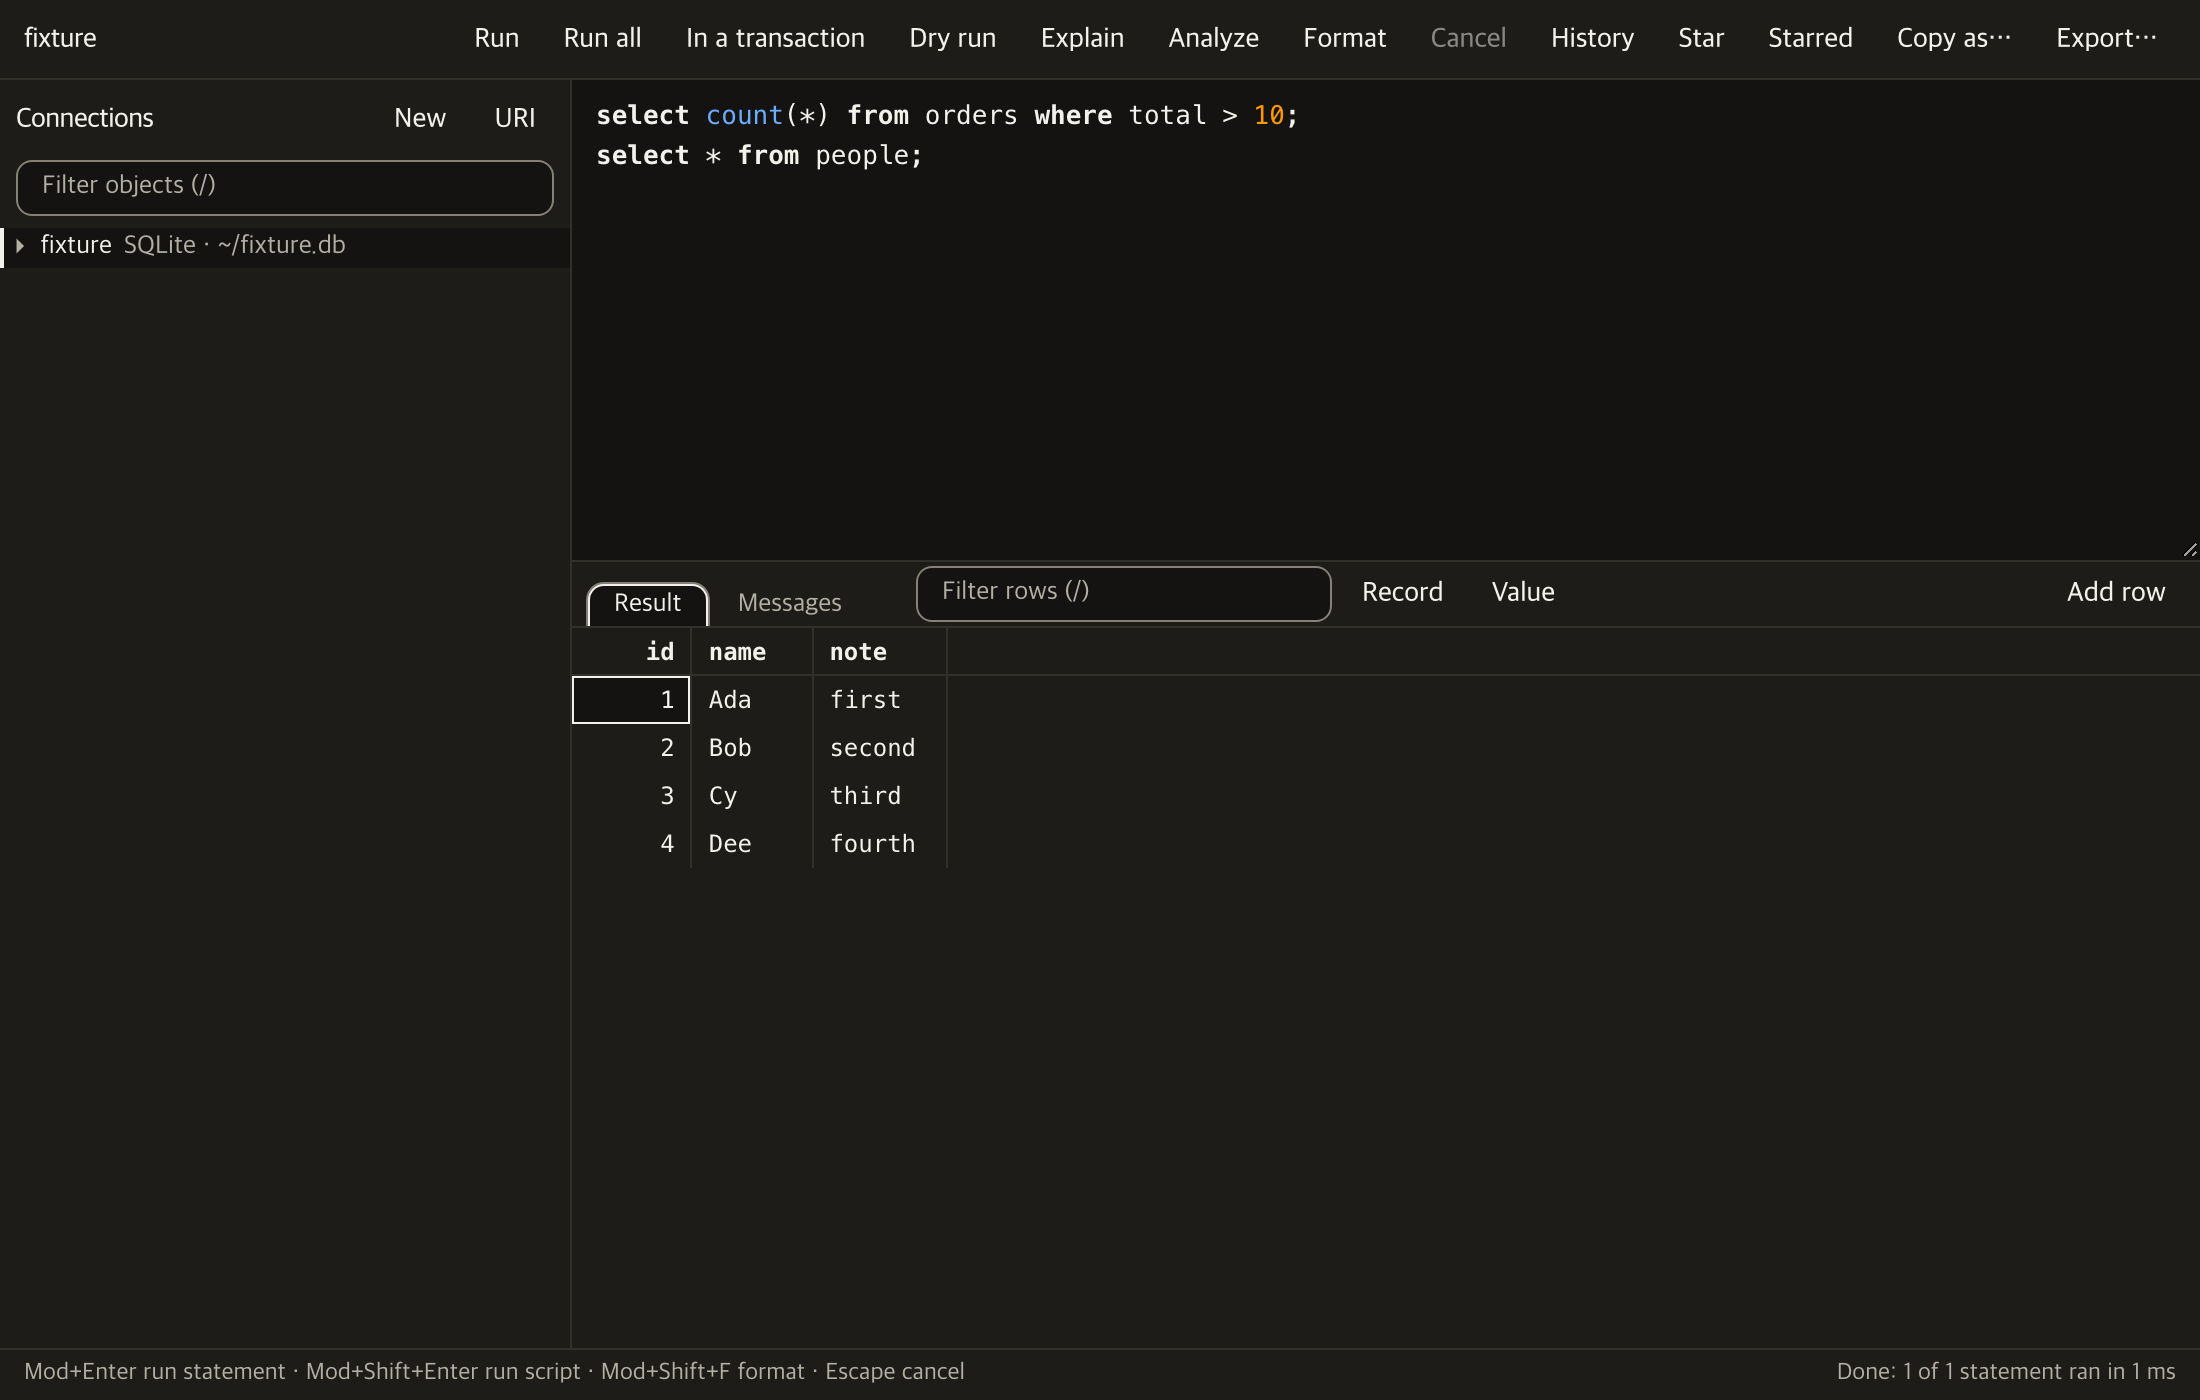 fixture Run Run all In a transaction Dry run Explain Analyze Format Cancel History Star Starred Copy as… Export…
Connections New URI
Filter objects (/)
fixture SQLite · ~/fixture.db
select count(*) from orders where total > 10;
select * from people;
Result Messages Filter rows (/) Record Value Add row
id name note
1 Ada first
2 Bob second
3 Cy third
4 Dee fourth
Mod+Enter run statement · Mod+Shift+Enter run script · Mod+Shift+F format · Escape cancel Done: 1 of 1 statement ran in 1 ms